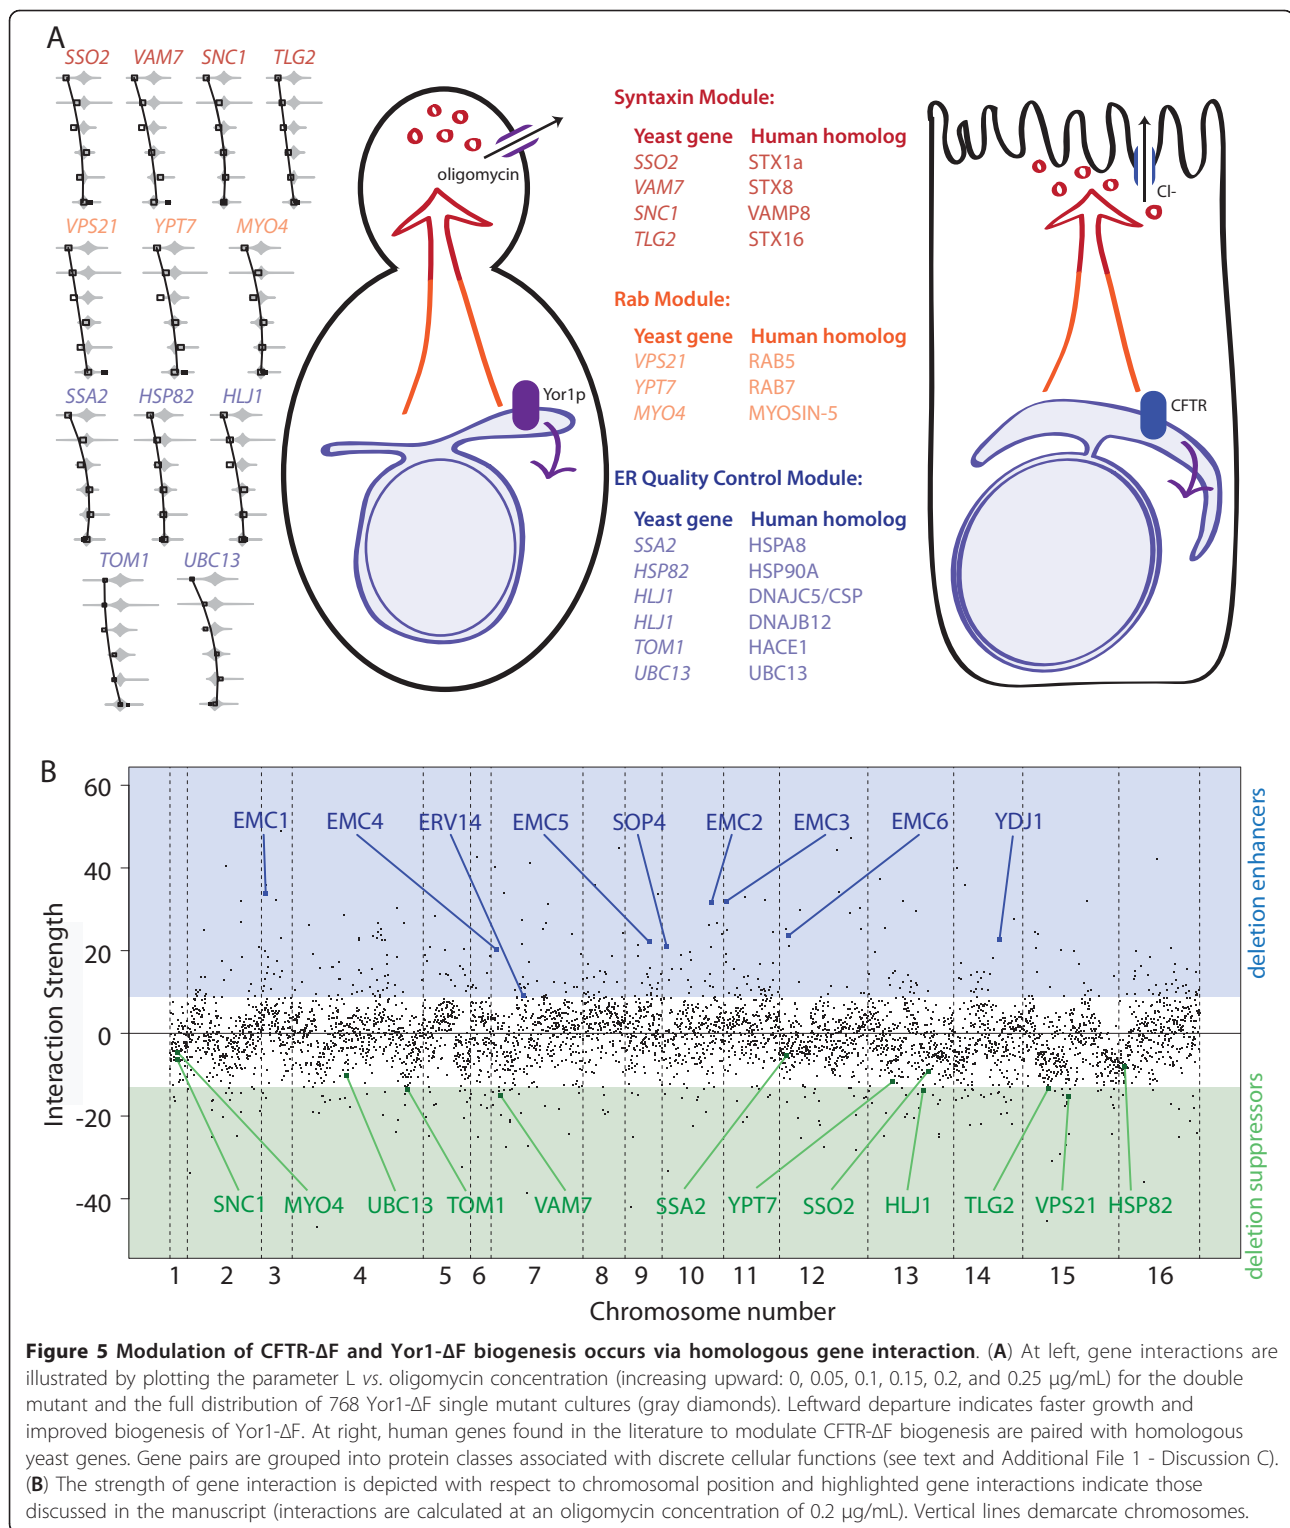 A
SSO2 VAM7 SNC1 TLG2
VPS21 YPT7 MYO4
SSA2 HSP82 HLJ1
TOM1 UBC13
oligomycin
Yor1p
Syntaxin Module:
Yeast gene Human homolog
SSO2 STX1a
VAM7 STX8
SNC1 VAMP8
TLG2 STX16
Rab Module:
Yeast gene Human homolog
VPS21 RAB5
YPT7 RAB7
MYO4 MYOSIN-5
ER Quality Control Module:
Yeast gene Human homolog
SSA2 HSPA8
HSP82 HSP90A
HLJ1 DNAJC5/CSP
HLJ1 DNAJB12
TOM1 HACE1
UBC13 UBC13
Cl-
CFTR
B
60
40
20
0
-20
-40
Interaction Strength
EMC1 EMC4 ERV14 EMC5 SOP4 EMC2 EMC3 EMC6 YDJ1
SNC1 MYO4 UBC13 TOM1 VAM7 SSA2 YPT7 SSO2 HLJ1 TLG2 VPS21 HSP82
deletion enhancers
deletion suppressors
1 2 3 4 5 6 7 8 9 10 11 12 13 14 15 16
Chromosome number
Figure 5 Modulation of CFTR-ΔF and Yor1-ΔF biogenesis occurs via homologous gene interaction. (A) At left, gene interactions are
illustrated by plotting the parameter L vs. oligomycin concentration (increasing upward: 0, 0.05, 0.1, 0.15, 0.2, and 0.25 μg/mL) for the double
mutant and the full distribution of 768 Yor1-ΔF single mutant cultures (gray diamonds). Leftward departure indicates faster growth and
improved biogenesis of Yor1-ΔF. At right, human genes found in the literature to modulate CFTR-ΔF biogenesis are paired with homologous
yeast genes. Gene pairs are grouped into protein classes associated with discrete cellular functions (see text and Additional File 1 - Discussion C).
(B) The strength of gene interaction is depicted with respect to chromosomal position and highlighted gene interactions indicate those
discussed in the manuscript (interactions are calculated at an oligomycin concentration of 0.2 μg/mL). Vertical lines demarcate chromosomes.